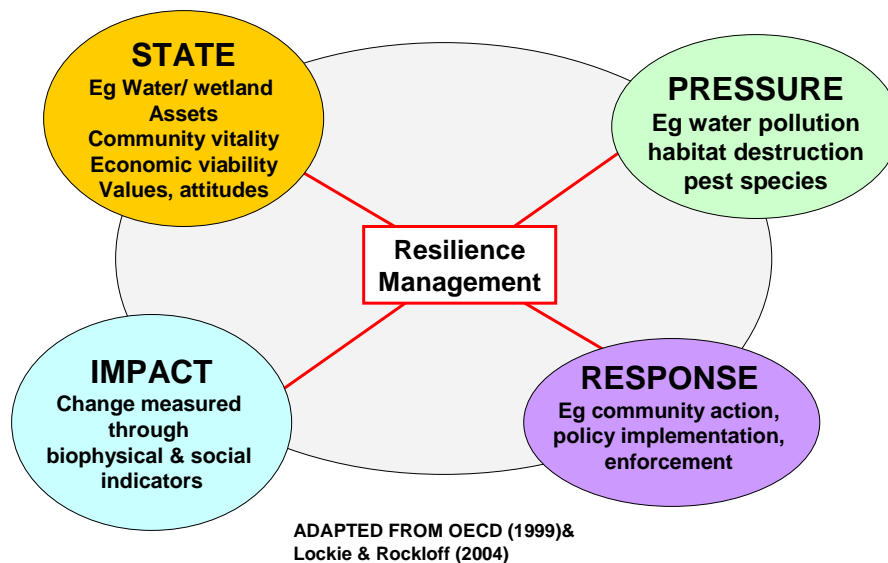 STATE
Eg Water/ wetland
Assets
Community vitality
Economic viability
Values, attitudes
PRESSURE
Eg water pollution
habitat destruction
pest species
Resilience
Management
IMPACT
Change measured
through
biophysical & social
indicators
RESPONSE
Eg community action,
policy implementation,
enforcement
ADAPTED FROM OECD (1999)&
Lockie & Rockloff (2004)